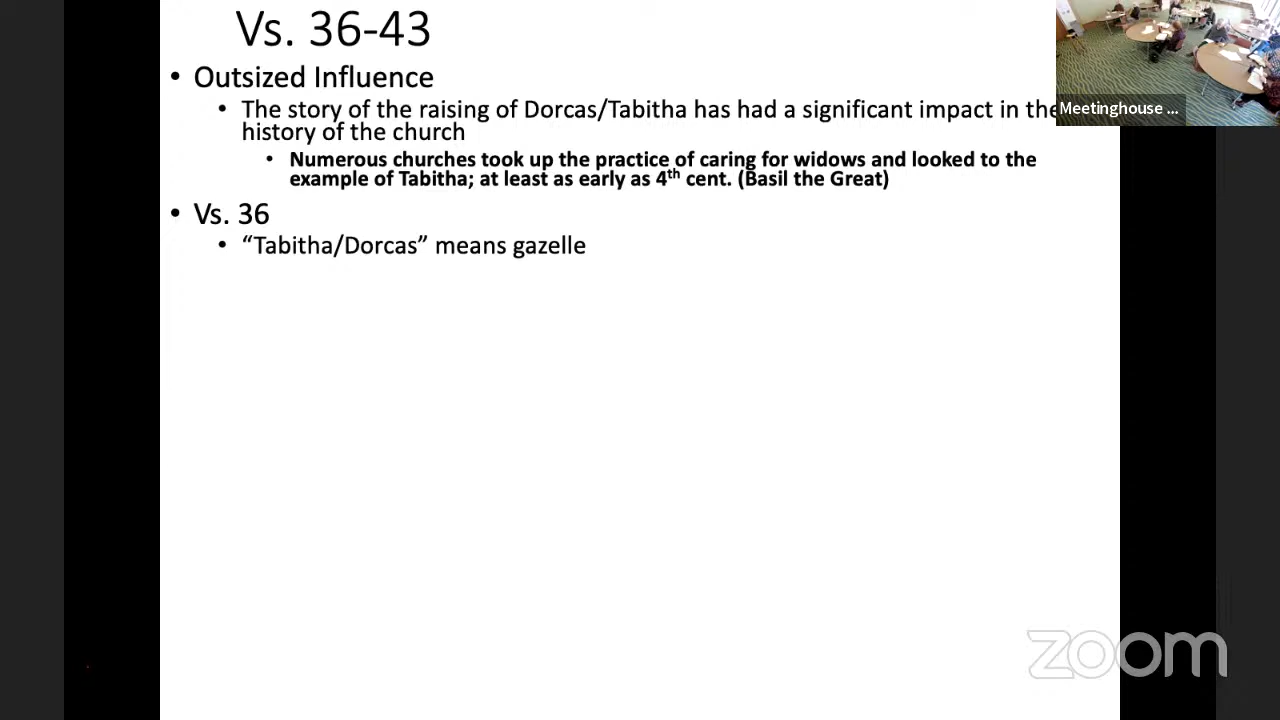 Vs. 36-43
• Outsized Influence
• The story of the raising of Dorcas/Tabitha has had a significant impact in the
history of the church
• Numerous churches took up the practice of caring for widows and looked to the
example of Tabitha; at least as early as 4th cent. (Basil the Great)
• Vs. 36
• “Tabitha/Dorcas” means gazelle
Meetinghouse ...
zoom